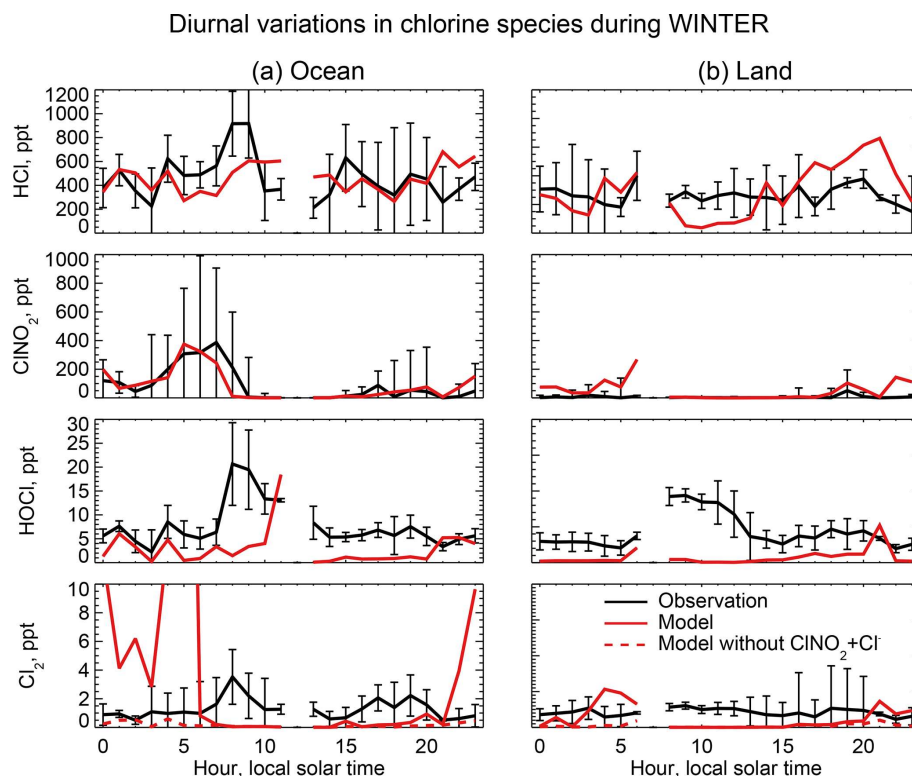 Diurnal variations in chlorine species during WINTER
(a) Ocean
(b) Land
HCl, ppt
1200
1000
800
600
400
200
0
ClNO₂, ppt
1000
800
600
400
200
0
HOCl, ppt
30
25
20
15
10
5
0
Cl₂, ppt
10
8
6
4
2
0
Observation
Model
Model without ClNO₂+Cl⁻
0 5 10 15 20
0 5 10 15 20
Hour, local solar time
Hour, local solar time